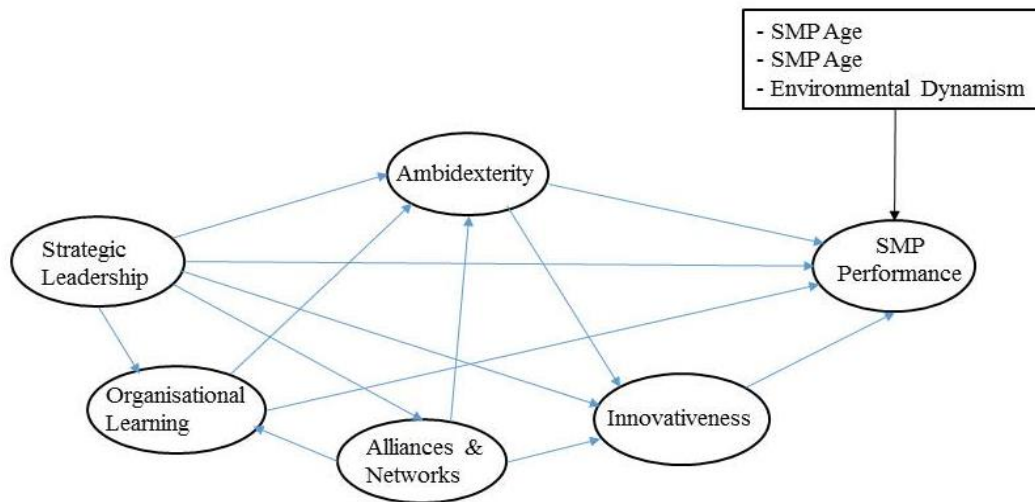 - SMP Age
- SMP Age
- Environmental Dynamism
Ambidexterity
Strategic
Leadership
SMP
Performance
Organisational
Learning
Alliances & 
Networks
Innovativeness